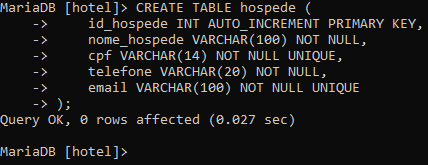 MariaDB [hotel]> CREATE TABLE hospede (
    ->     id_hospede INT AUTO_INCREMENT PRIMARY KEY,
    ->     nome_hospede VARCHAR(100) NOT NULL,
    ->     cpf VARCHAR(14) NOT NULL UNIQUE,
    ->     telefone VARCHAR(20) NOT NULL,
    ->     email VARCHAR(100) NOT NULL UNIQUE
    -> );
Query OK, 0 rows affected (0.027 sec)
MariaDB [hotel]>